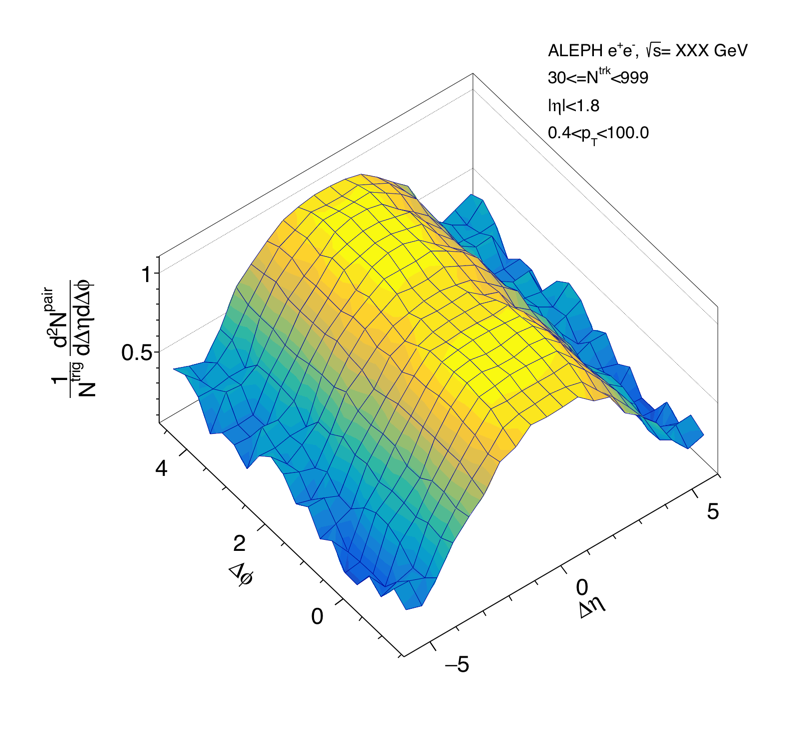 ALEPH e⁺e⁻, √s= XXX GeV
30<=Nᵗʳᵏ<999
|η|<1.8
0.4<p_T<100.0
1
0.5
1/N^trig d²N^pair/dΔηdΔϕ
4
2
0
Δϕ
−5
0
5
Δη